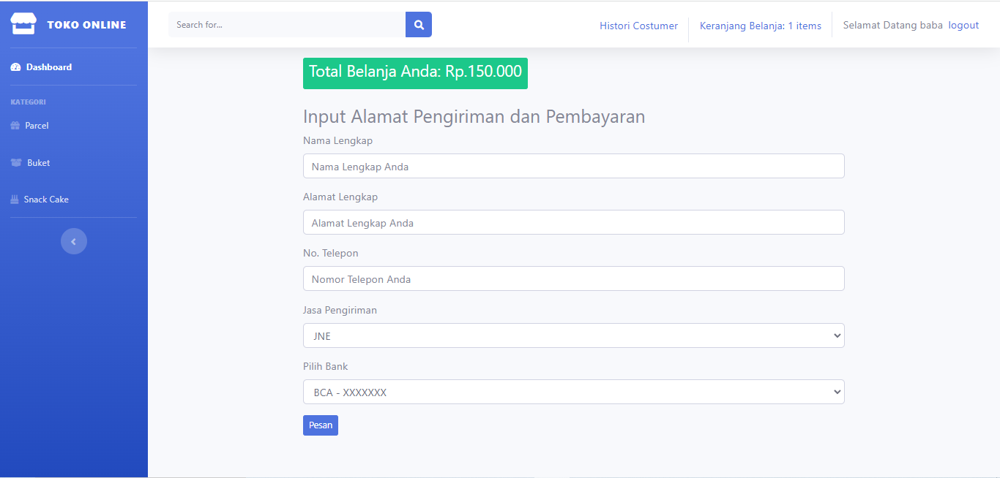 TOKO ONLINE
Dashboard
KATEGORI
Parcel
Buket
Snack Cake
Search for...
Histori Costumer
Keranjang Belanja: 1 items
Selamat Datang baba logout
Total Belanja Anda: Rp.150.000
Input Alamat Pengiriman dan Pembayaran
Nama Lengkap
Nama Lengkap Anda
Alamat Lengkap
Alamat Lengkap Anda
No. Telepon
Nomor Telepon Anda
Jasa Pengiriman
JNE
Pilih Bank
BCA - XXXXXXX
Pesan